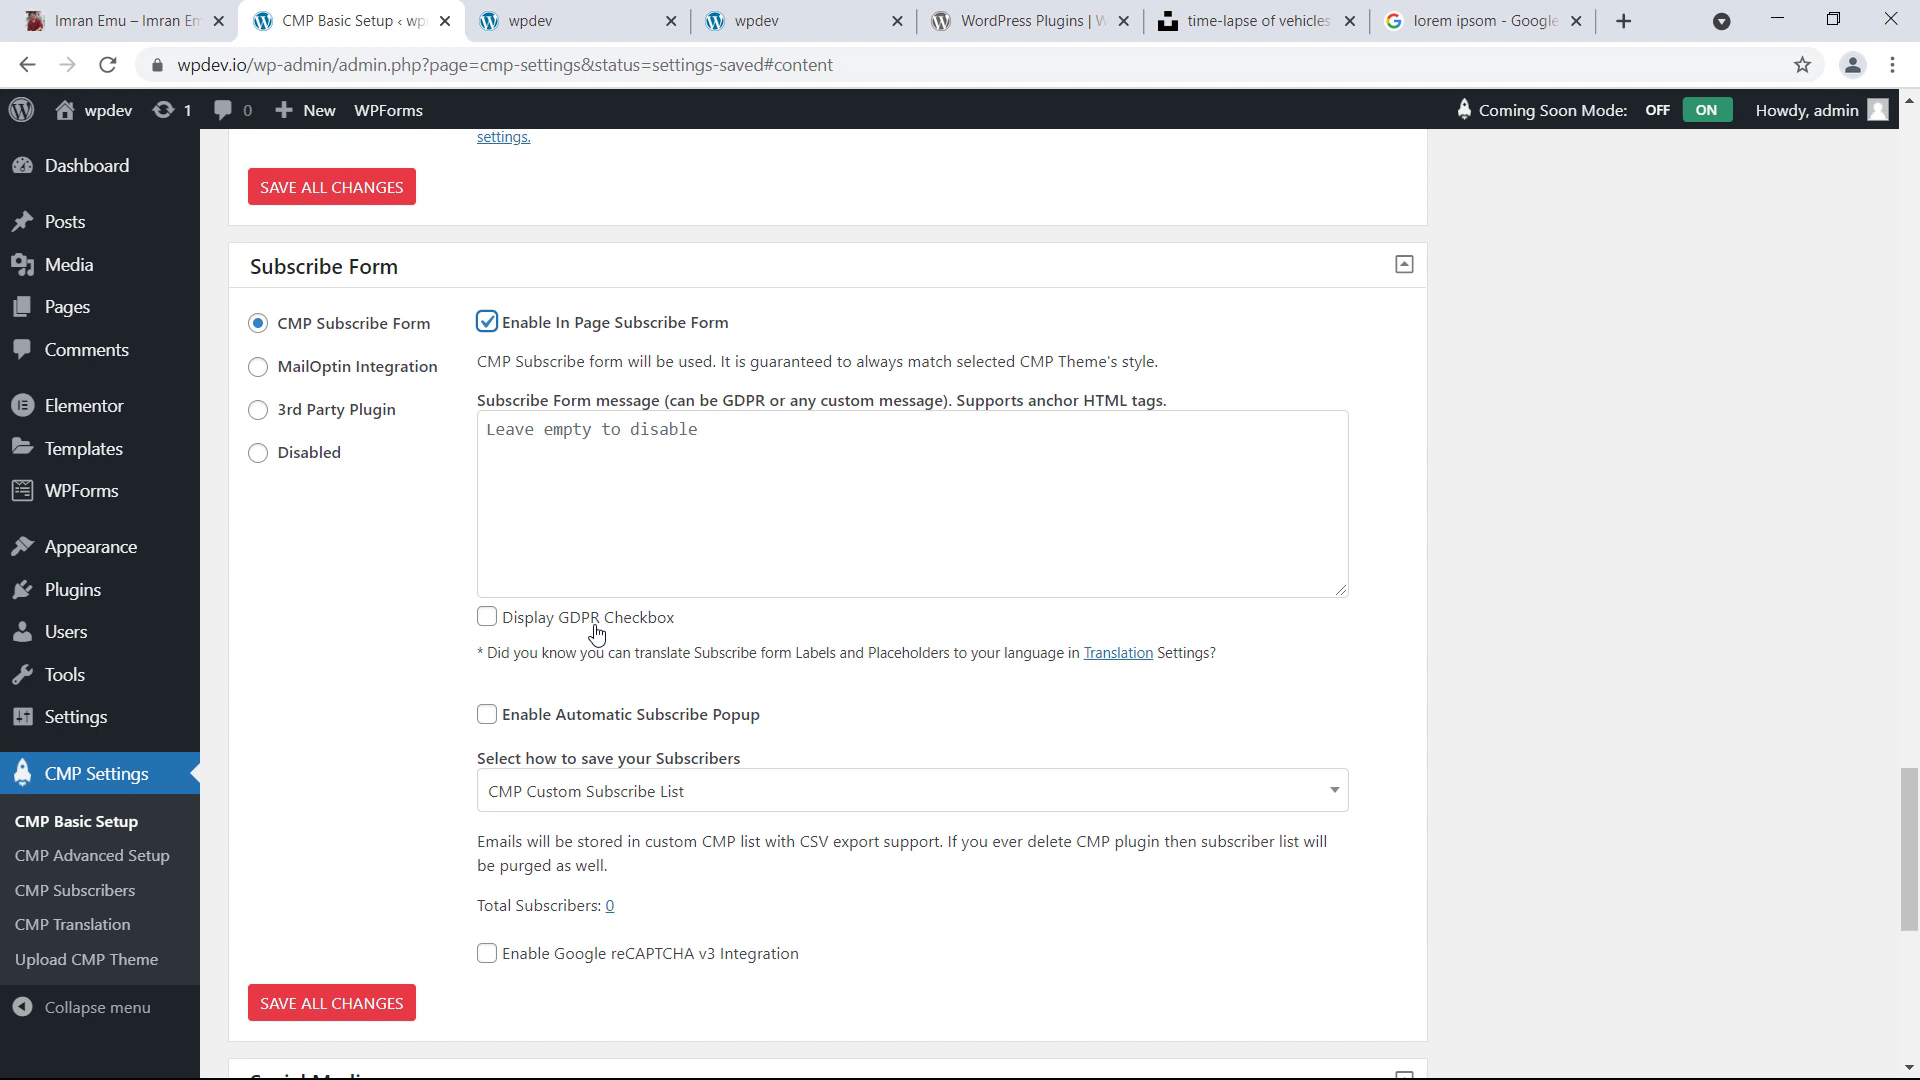 Imran Emu – Imran Em
CMP Basic Setup ‹ wp
wpdev
wpdev
WordPress Plugins | W
time-lapse of vehicles
lorem ipsom - Google
wpdev.io/wp-admin/admin.php?page=cmp-settings&status=settings-saved#content
wpdev
1
0
New
WPForms
Coming Soon Mode:
OFF
ON
Howdy, admin
Dashboard
Posts
Media
Pages
Comments
Elementor
Templates
WPForms
Appearance
Plugins
Users
Tools
Settings
CMP Settings
CMP Basic Setup
CMP Advanced Setup
CMP Subscribers
CMP Translation
Upload CMP Theme
Collapse menu
settings.
SAVE ALL CHANGES
Subscribe Form
CMP Subscribe Form
MailOptin Integration
3rd Party Plugin
Disabled
Enable In Page Subscribe Form
CMP Subscribe form will be used. It is guaranteed to always match selected CMP Theme's style.
Subscribe Form message (can be GDPR or any custom message). Supports anchor HTML tags.
Leave empty to disable
Display GDPR Checkbox
* Did you know you can translate Subscribe form Labels and Placeholders to your language in Translation Settings?
Enable Automatic Subscribe Popup
Select how to save your Subscribers
CMP Custom Subscribe List
Emails will be stored in custom CMP list with CSV export support. If you ever delete CMP plugin then subscriber list will
be purged as well.
Total Subscribers: 0
Enable Google reCAPTCHA v3 Integration
SAVE ALL CHANGES